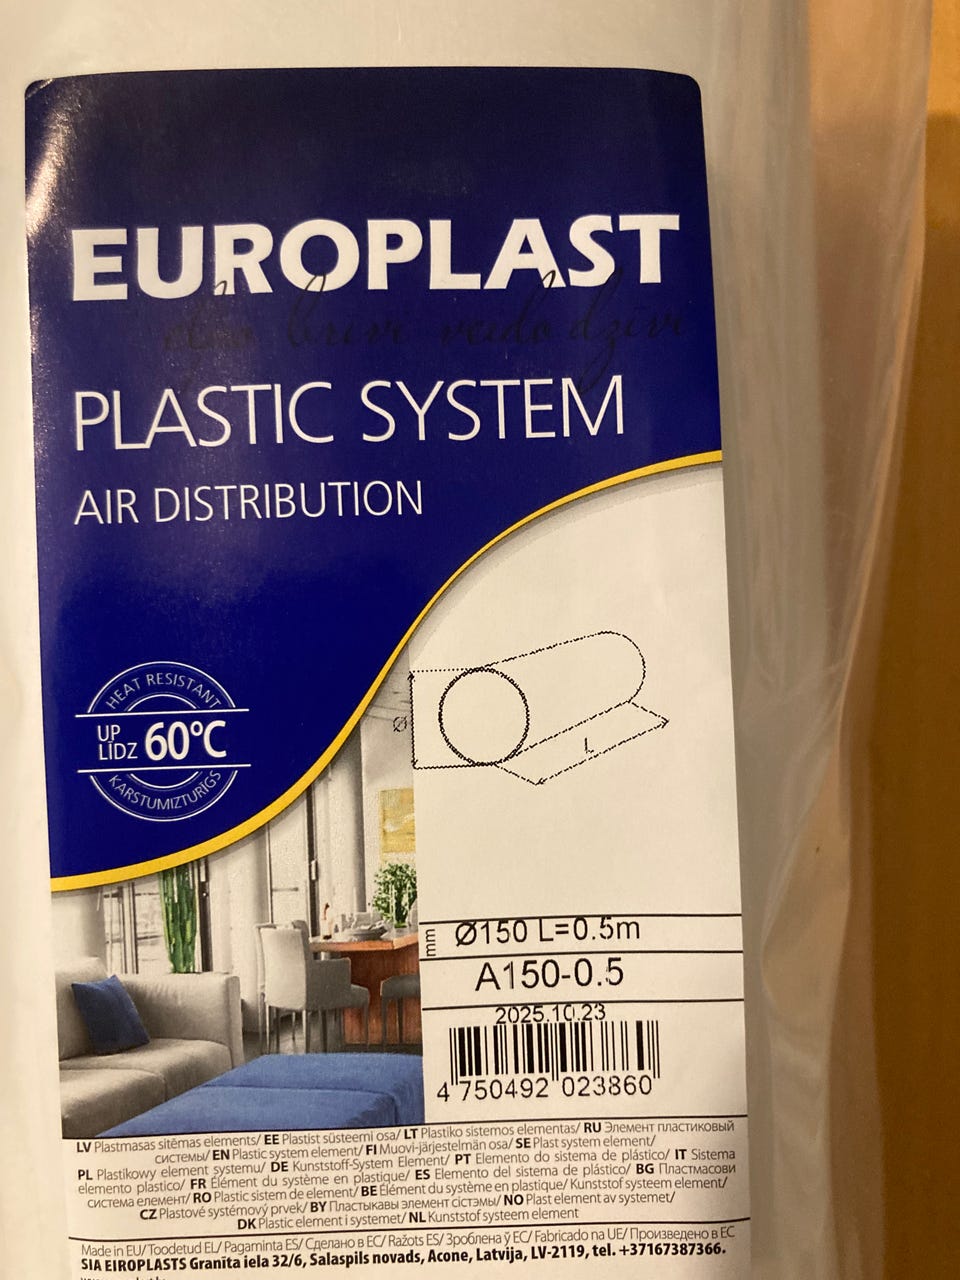 EUROPLAST
ļļauj brīvi veido dzīvi
PLASTIC SYSTEM
AIR DISTRIBUTION
HEAT RESISTANT
UP
LĪDZ 60°C
KARSTUMIZTURĪGS
Ø
L
mm
Ø150 L=0.5m
A150-0.5
2025.10.23
4 750492 023860
LV Plastmasas sitēmas elements/ EE Plastist süsteemi osa/ LT Plastiko sistemos elementas/ RU Элемент пластиковый
системы/ EN Plastic system element/ FI Muovi-järjestelmän osa/ SE Plast system element/
PL Plastikowy element systemu/ DE Kunststoff-System Element/ PT Elemento do sistema de plástico/ IT Sistema
elemento plastico/ FR Élément du système en plastique/ ES Elemento del sistema de plástico/ BG Пластмасови
система елемент/ RO Plastic sistem de element/ BE Élément du système en plastique/ Kunststof systeem element/
CZ Plastové systémový prvek/ BY Пластыкавы элемент сістэмы/ NO Plast element av systemet/
DK Plastic element i systemet/ NL Kunststof systeem element
Made in EU/ Toodetud EL/ Pagaminta ES/ Сделано в ЕС/ Ražots ES/ Зроблена ў ЕС/ Fabricado na UE/ Произведено в ЕС
SIA EIROPLASTS Granīta iela 32/6, Salaspils novads, Acone, Latvija, LV-2119, tel. +37167387366.